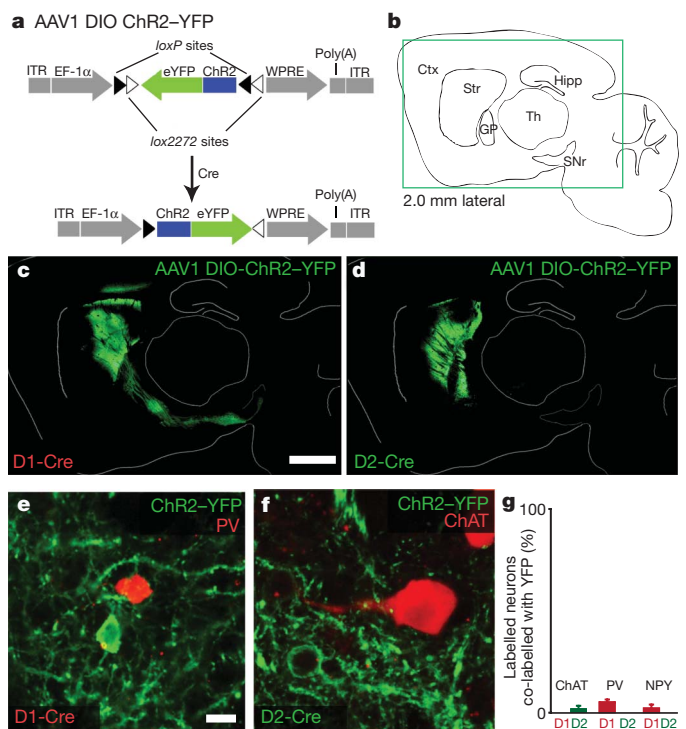 a AAV1 DIO ChR2–YFP
loxP sites
Poly(A)
ITR EF-1α eYFP ChR2 WPRE ITR
lox2272 sites
Cre
Poly(A)
ITR EF-1α ChR2 eYFP WPRE ITR
b
Ctx
Str
Hipp
GP
Th
SNr
2.0 mm lateral
c AAV1 DIO-ChR2–YFP
D1-Cre
d AAV1 DIO-ChR2–YFP
D2-Cre
e ChR2–YFP
PV
D1-Cre
f ChR2–YFP
ChAT
D2-Cre
g
100
Labelled neurons
co-labelled with YFP (%)
ChAT PV NPY
0
D1 D2 D1 D2 D1 D2